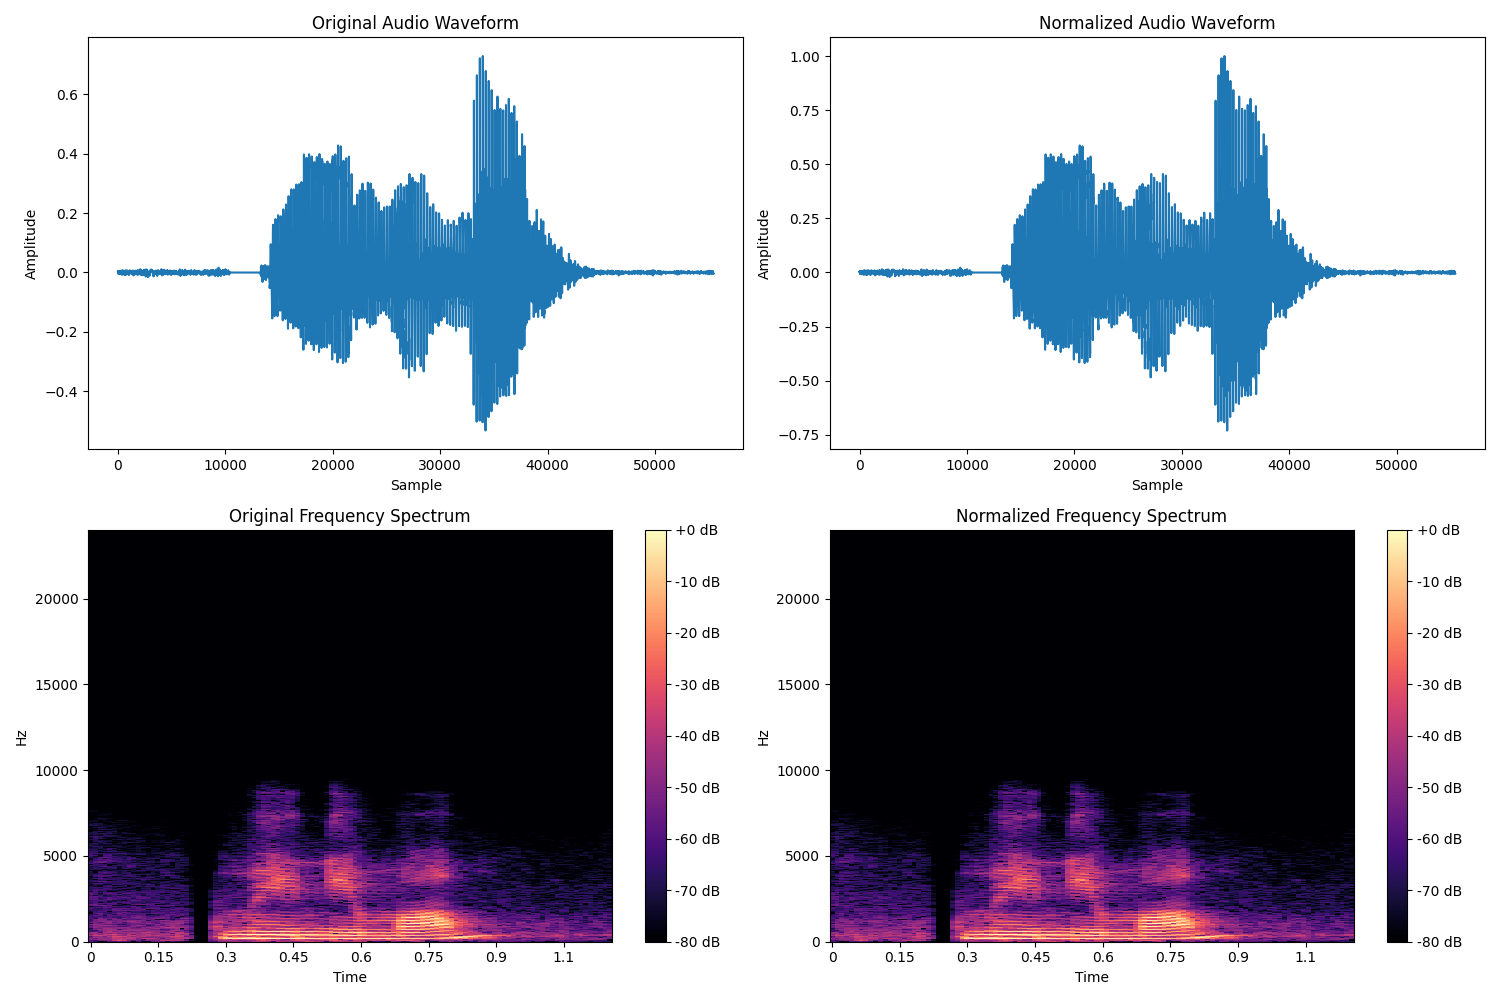 Original Audio Waveform
Amplitude
0.6
0.4
0.2
0.0
−0.2
−0.4
0 10000 20000 30000 40000 50000
Sample
Normalized Audio Waveform
Amplitude
1.00
0.75
0.50
0.25
0.00
−0.25
−0.50
−0.75
0 10000 20000 30000 40000 50000
Sample
Original Frequency Spectrum
Hz
20000
15000
10000
5000
0
0 0.15 0.3 0.45 0.6 0.75 0.9 1.1
Time
+0 dB
-10 dB
-20 dB
-30 dB
-40 dB
-50 dB
-60 dB
-70 dB
-80 dB
Normalized Frequency Spectrum
Hz
20000
15000
10000
5000
0
0 0.15 0.3 0.45 0.6 0.75 0.9 1.1
Time
+0 dB
-10 dB
-20 dB
-30 dB
-40 dB
-50 dB
-60 dB
-70 dB
-80 dB